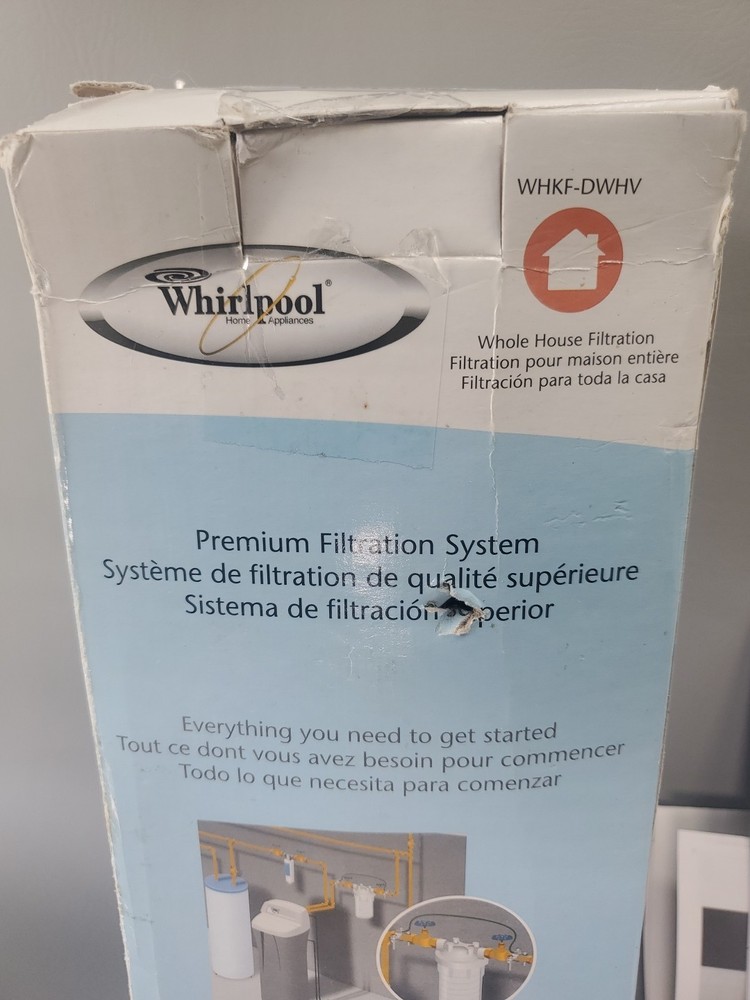 WHKF-DWHV
Whirlpool®
Home Appliances
Whole House Filtration
Filtration pour maison entière
Filtración para toda la casa
Premium Filtration System
Système de filtration de qualité supérieure
Sistema de filtración
Everything you need to get started
Tout ce dont vous avez besoin pour commencer
Todo lo que necesita para comenzar